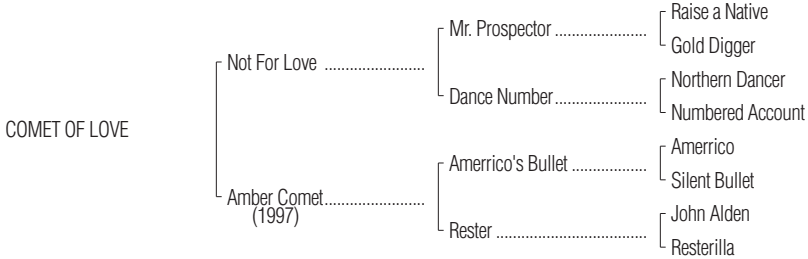 Raise a Native
Mr. Prospector ......................
Gold Digger
Not For Love ........................
Northern Dancer
Dance Number ......................
Numbered Account
COMET OF LOVE
Amerrico
Amerrico's Bullet ..................
Silent Bullet
Amber Comet ........................
(1997)
John Alden
Rester ....................................
Resterilla